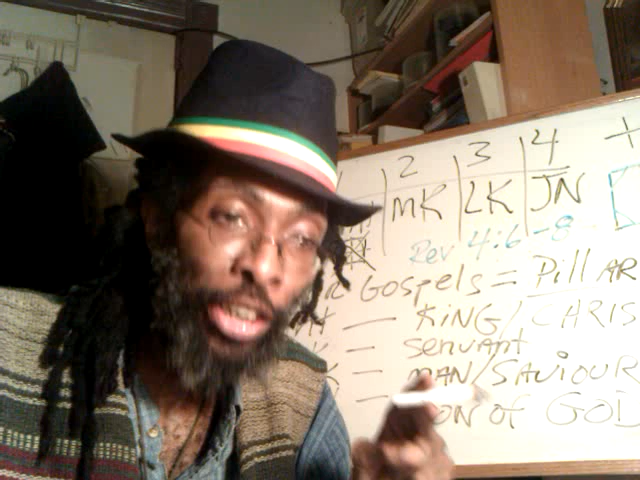 2 3 4 +
MK LK JN
Rev 4:6-8
Gospels = PillAR
— KiNG/CHRIS
— servant
— MAN/SAViOUR
— ON of GOD